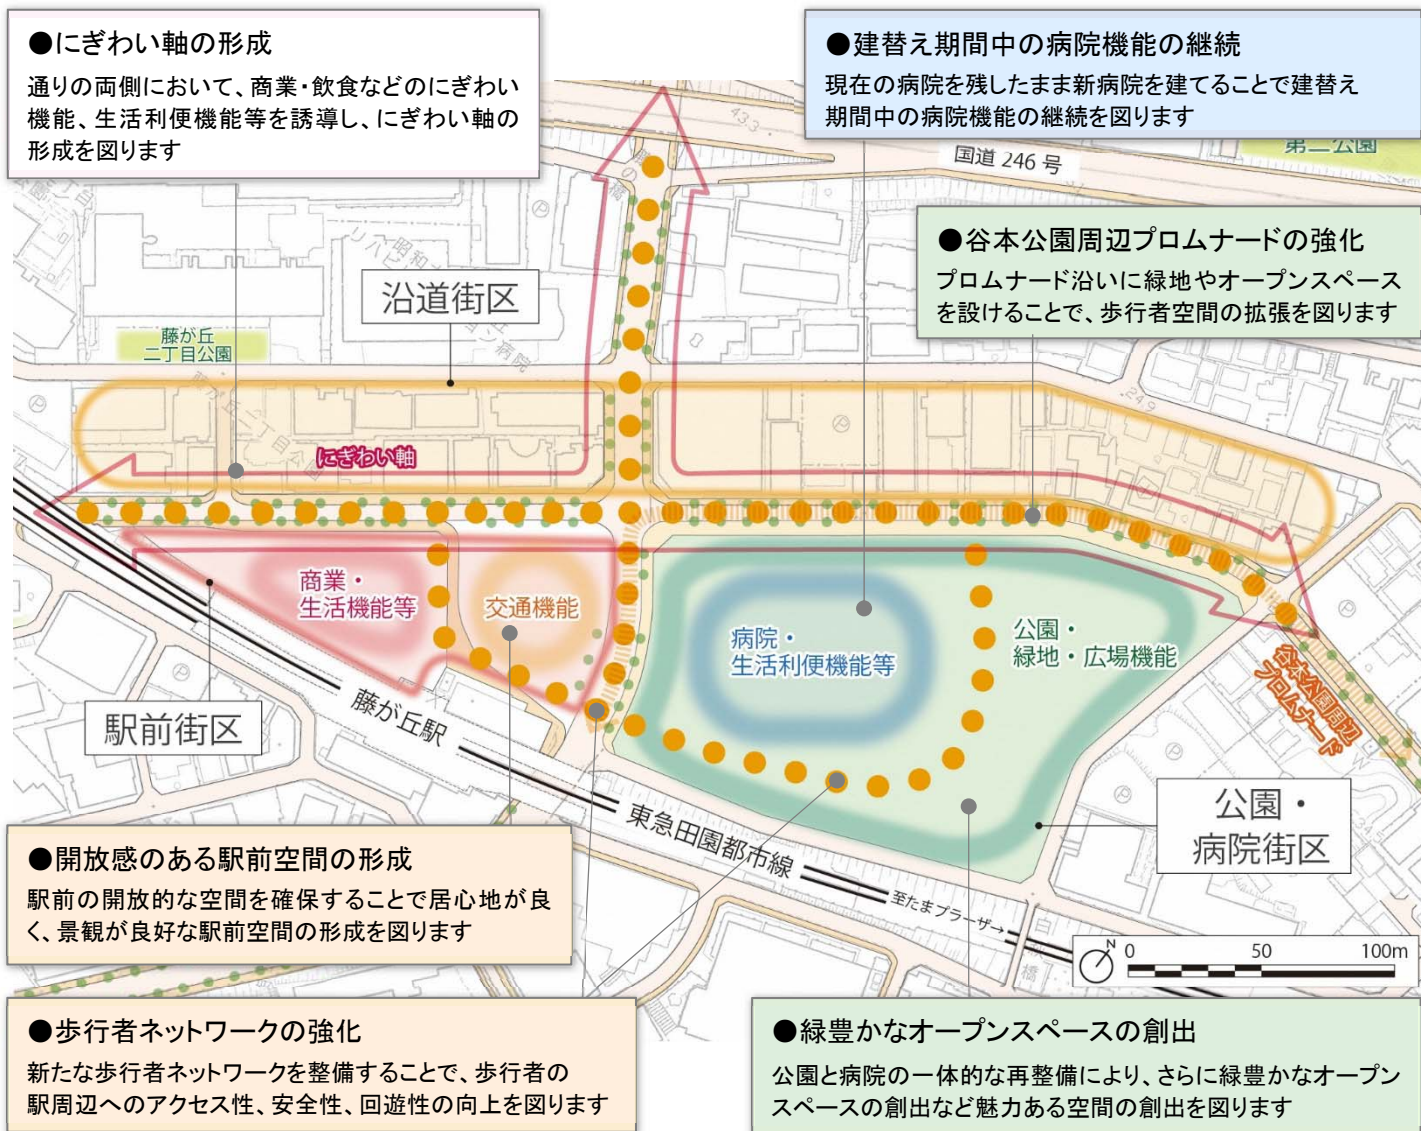 ●にぎわい軸の形成
通りの両側において、商業・飲食などのにぎわい
機能、生活利便機能等を誘導し、にぎわい軸の
形成を図ります
●建替え期間中の病院機能の継続
現在の病院を残したまま新病院を建てることで建替え
期間中の病院機能の継続を図ります
43.3
国道 246 号
第二公園
●谷本公園周辺プロムナードの強化
プロムナード沿いに緑地やオープンスペース
を設けることで、歩行者空間の拡張を図ります
沿道街区
藤が丘
二丁目公園
24.9
にぎわい軸
商業・
生活機能等
交通機能
病院・
生活利便機能等
公園・
緑地・広場機能
谷本公園周辺
プロムナード
駅前街区
藤が丘駅
東急田園都市線
至たまプラーザ→
公園・
病院街区
N
0 50 100m
●開放感のある駅前空間の形成
駅前の開放的な空間を確保することで居心地が良
く、景観が良好な駅前空間の形成を図ります
●歩行者ネットワークの強化
新たな歩行者ネットワークを整備することで、歩行者の
駅周辺へのアクセス性、安全性、回遊性の向上を図ります
●緑豊かなオープンスペースの創出
公園と病院の一体的な再整備により、さらに緑豊かなオープン
スペースの創出など魅力ある空間の創出を図ります